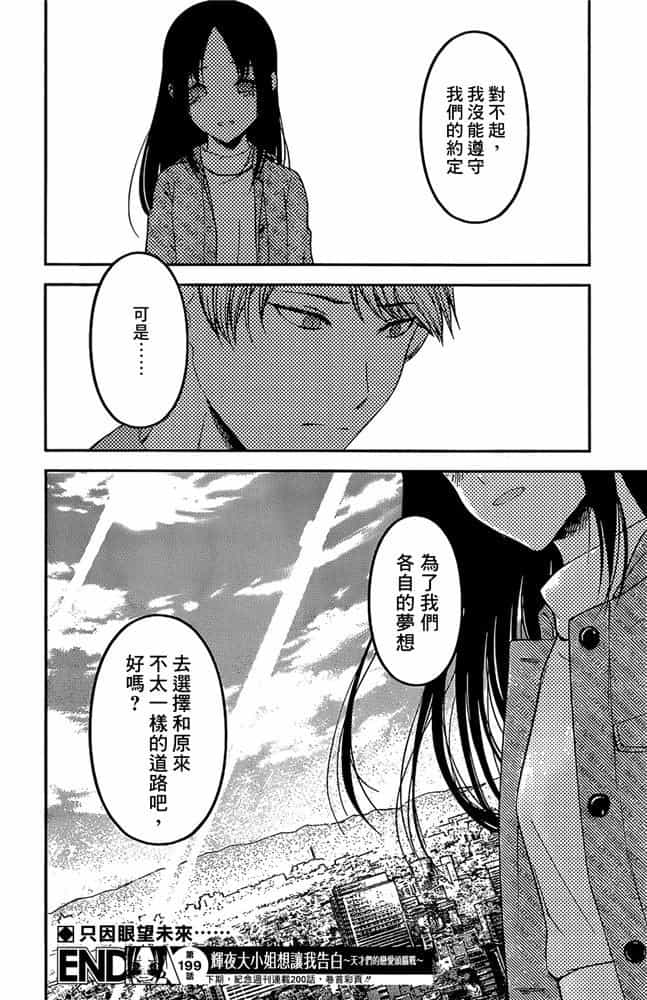 對不起，
我沒能遵守
我們的約定
可是……
為了我們
各自的夢想
去選擇和原來
不太一樣的道路吧，
好嗎？
只因眼望未來……
END
第
199
話
輝夜大小姐想讓我告白
～天才們的戀愛頭腦戰～
下期，紀念週刊連載200話，卷首彩頁!!